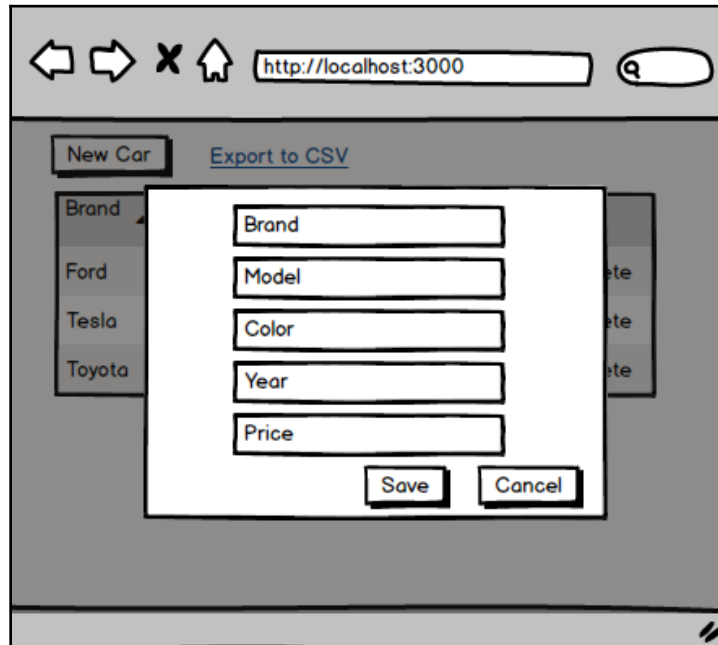 http://localhost:3000
New Car Export to CSV
Brand
Brand
Ford
Model
Tesla
Color
Toyota
Year
Price
Save Cancel